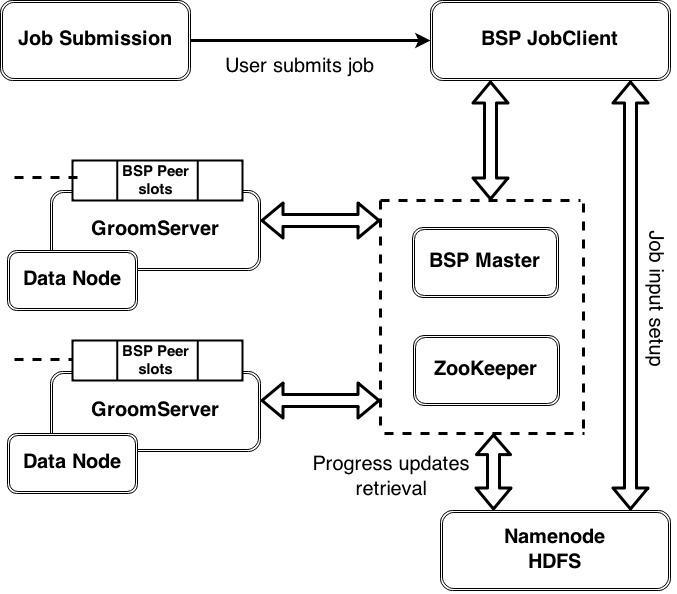 Job Submission
User submits job
BSP JobClient
BSP Peer
slots
GroomServer
Data Node
BSP Master
Job input setup
BSP Peer
slots
GroomServer
Data Node
ZooKeeper
Progress updates
retrieval
Namenode
HDFS